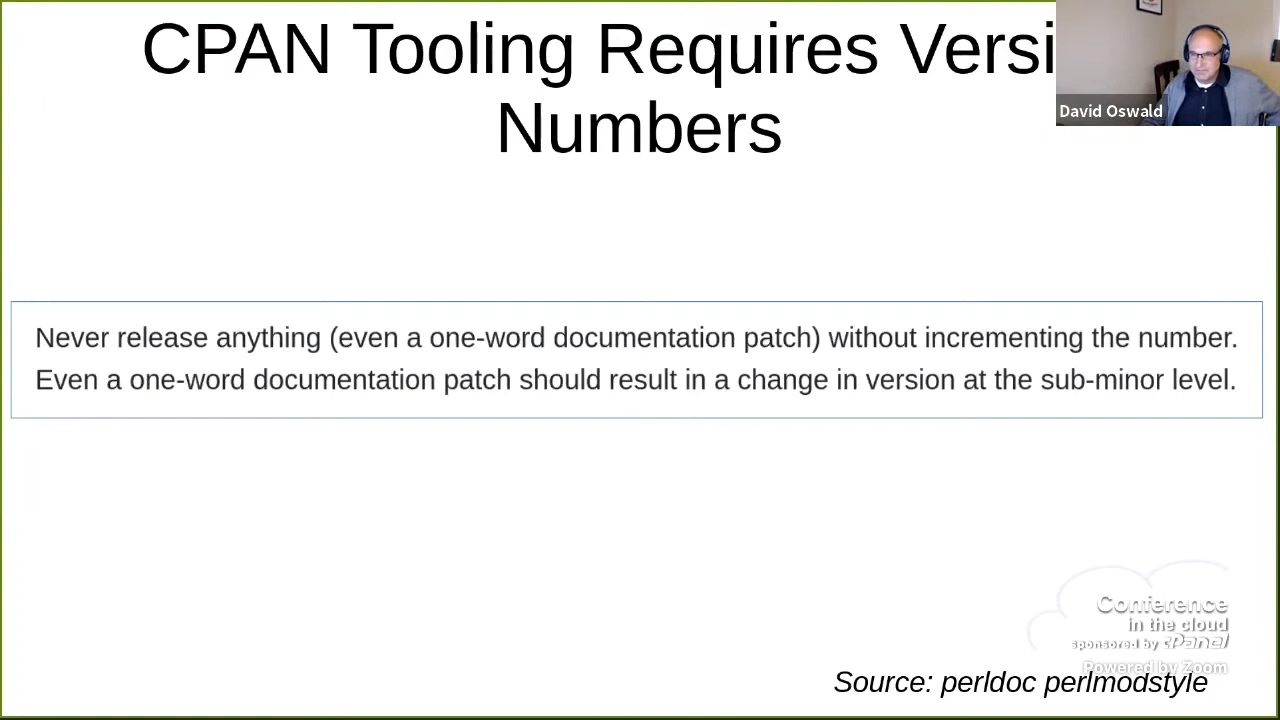 CPAN Tooling Requires Versi
Numbers
David Oswald
Never release anything (even a one-word documentation patch) without incrementing the number.
Even a one-word documentation patch should result in a change in version at the sub-minor level.
Conference
in the cloud
sponsored by cPanel
Powered by Zoom
Source: perldoc perlmodstyle